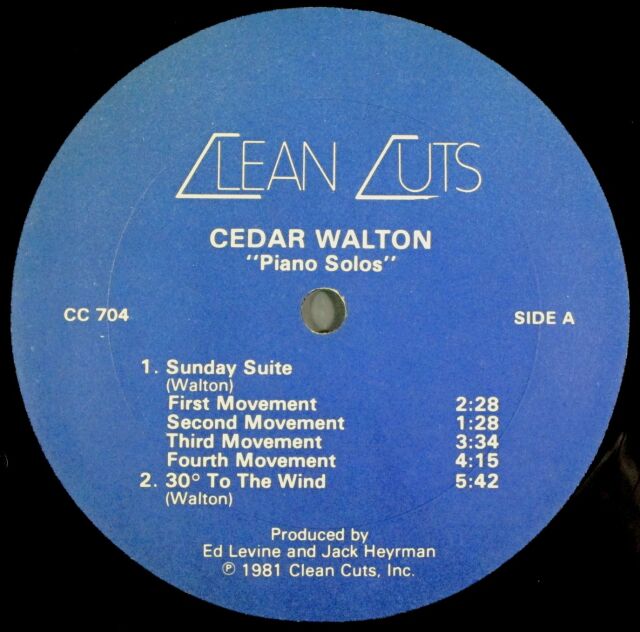 CLEAN CUTS
CEDAR WALTON
"Piano Solos"
CC 704
SIDE A
1. Sunday Suite
(Walton)
First Movement 2:28
Second Movement 1:28
Third Movement 3:34
Fourth Movement 4:15
2. 30° To The Wind 5:42
(Walton)
Produced by
Ed Levine and Jack Heyrman
℗ 1981 Clean Cuts, Inc.